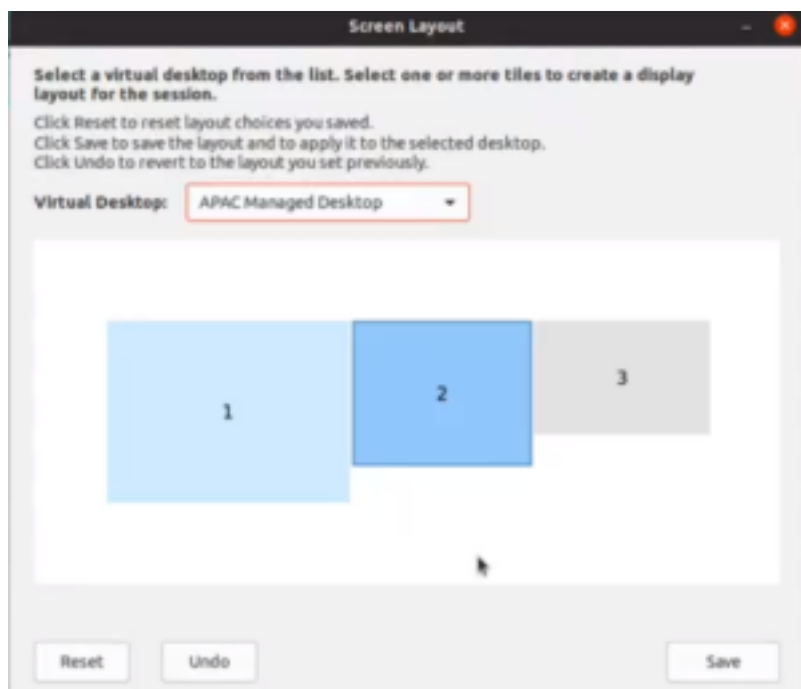 Screen Layout
Select a virtual desktop from the list. Select one or more tiles to create a display
layout for the session.
Click Reset to reset layout choices you saved.
Click Save to save the layout and to apply it to the selected desktop.
Click Undo to revert to the layout you set previously.
Virtual Desktop: APAC Managed Desktop
1 2 3
Reset Undo Save